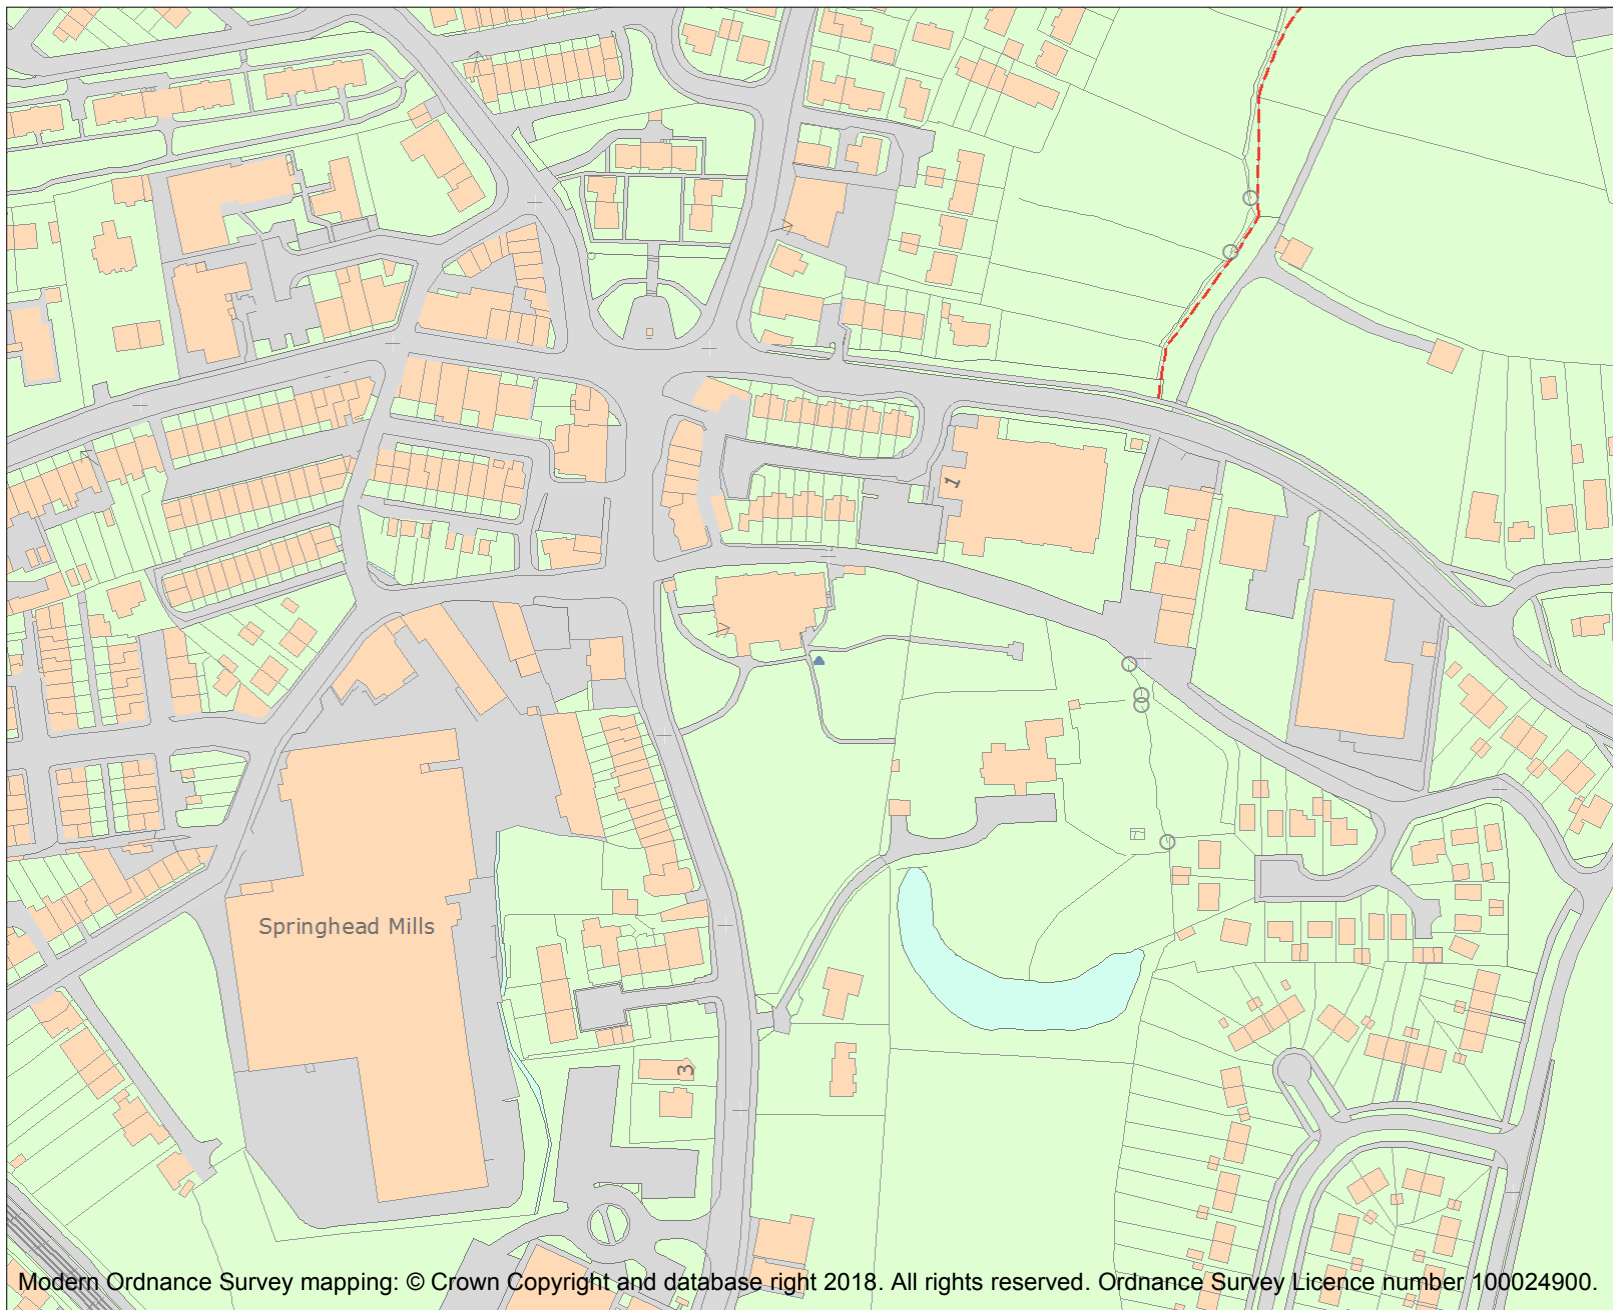 1
Springhead Mills
3
Modern Ordnance Survey mapping: © Crown Copyright and database right 2018. All rights reserved. Ordnance Survey Licence number 100024900.